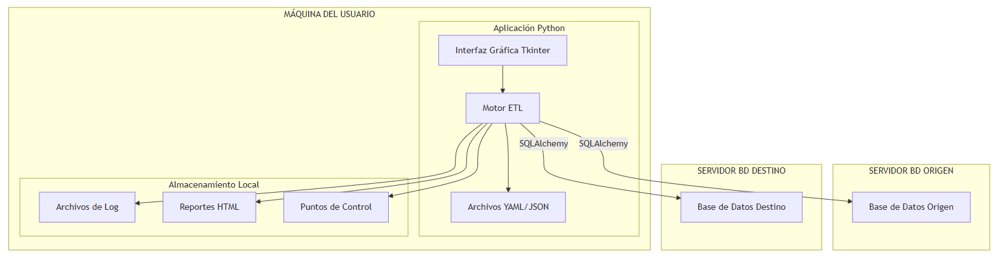 MÁQUINA DEL USUARIO
Aplicación Python
Interfaz Gráfica Tkinter
Motor ETL
SQLAlchemy
SQLAlchemy
SERVIDOR BD DESTINO
SERVIDOR BD ORIGEN
Almacenamiento Local
Archivos de Log
Reportes HTML
Puntos de Control
Archivos YAML/JSON
Base de Datos Destino
Base de Datos Origen